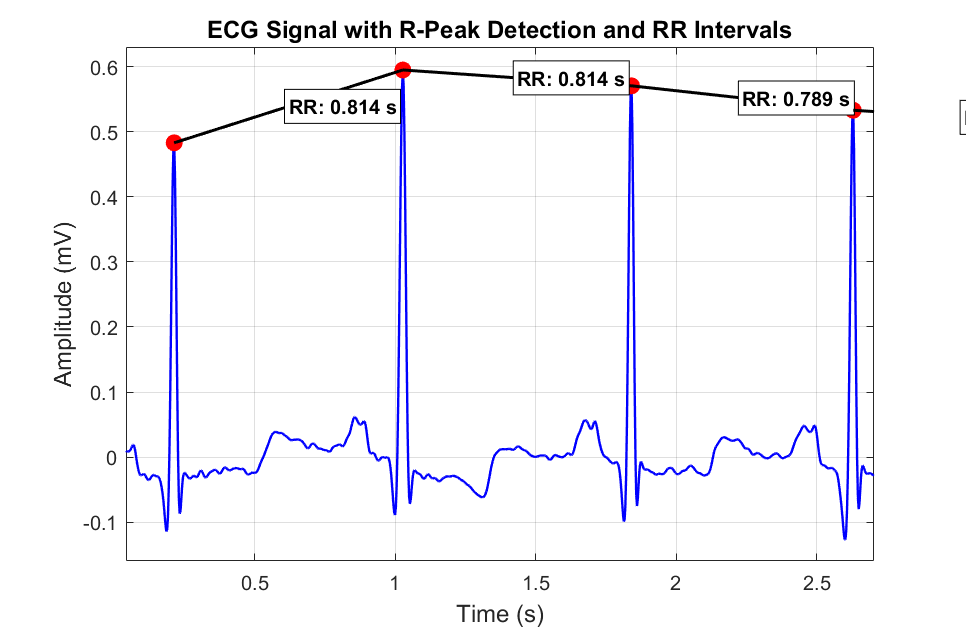 ECG Signal with R-Peak Detection and RR Intervals
0.6
0.5
0.4
0.3
0.2
0.1
0
-0.1
Amplitude (mV)
RR: 0.814 s
RR: 0.814 s
RR: 0.789 s
0.5
1
1.5
2
2.5
Time (s)